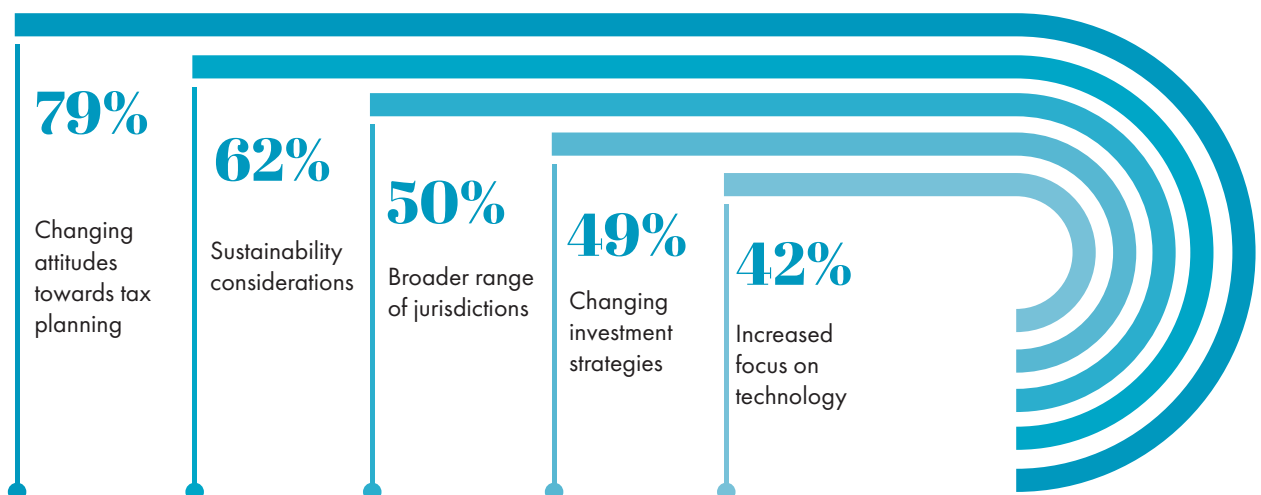 79%
Changing
attitudes
towards tax
planning
62%
Sustainability
considerations
50%
Broader range
of jurisdictions
49%
Changing
investment
strategies
42%
Increased
focus on
technology